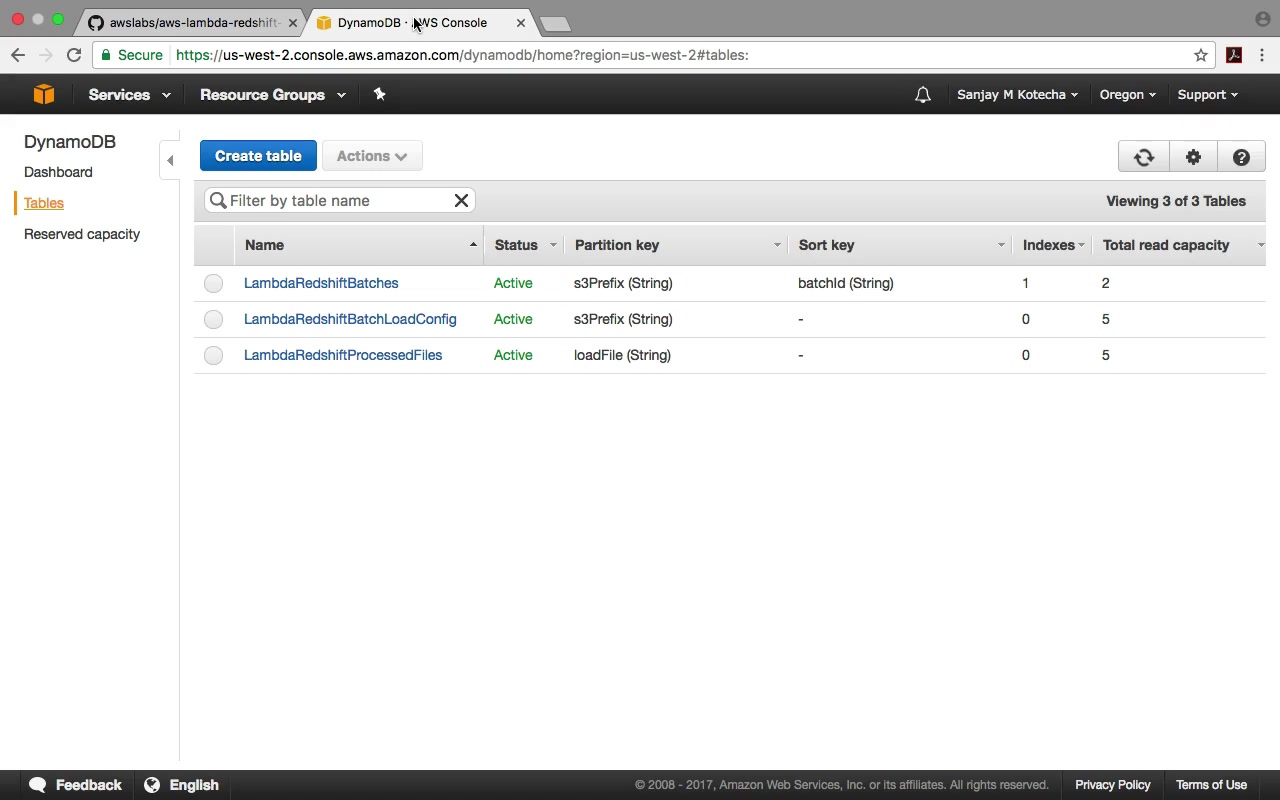 awslabs/aws-lambda-redshift-
DynamoDB · AWS Console
Secure https://us-west-2.console.aws.amazon.com/dynamodb/home?region=us-west-2#tables:
Services Resource Groups Sanjay M Kotecha Oregon Support
DynamoDB
Dashboard
Tables
Reserved capacity
Create table Actions
Filter by table name Viewing 3 of 3 Tables
Name Status Partition key Sort key Indexes Total read capacity
LambdaRedshiftBatches Active s3Prefix (String) batchId (String) 1 2
LambdaRedshiftBatchLoadConfig Active s3Prefix (String) - 0 5
LambdaRedshiftProcessedFiles Active loadFile (String) - 0 5
Feedback English © 2008 - 2017, Amazon Web Services, Inc. or its affiliates. All rights reserved. Privacy Policy Terms of Use